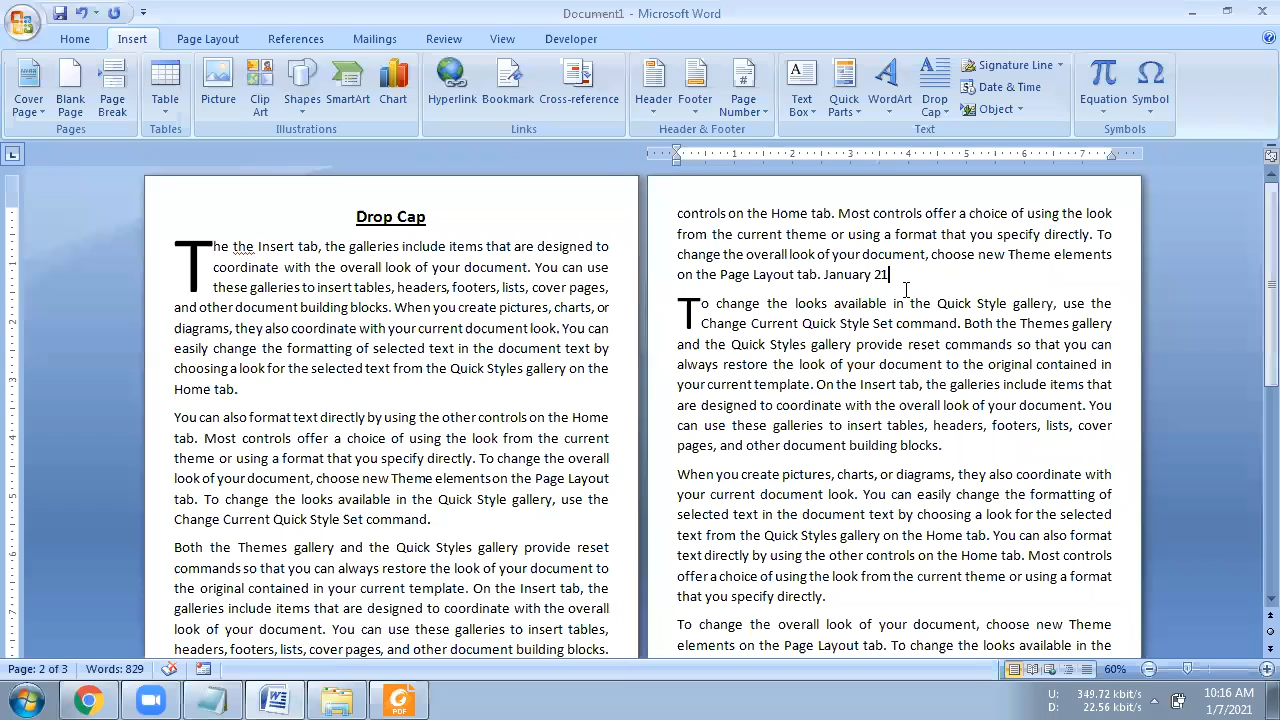 Document1 - Microsoft Word
Home Insert Page Layout References Mailings Review View Developer
Cover Page
Blank Page
Page Break
Pages
Table
Tables
Picture
Clip Art
Shapes
SmartArt
Chart
Illustrations
Hyperlink
Bookmark
Cross-reference
Links
Header
Footer
Page Number
Header & Footer
Text Box
Quick Parts
WordArt
Drop Cap
Signature Line
Date & Time
Object
Text
Equation
Symbol
Symbols
1 2 3 4 5 6 7
Drop Cap
The the Insert tab, the galleries include items that are designed to
coordinate with the overall look of your document. You can use
these galleries to insert tables, headers, footers, lists, cover pages,
and other document building blocks. When you create pictures, charts, or
diagrams, they also coordinate with your current document look. You can
easily change the formatting of selected text in the document text by
choosing a look for the selected text from the Quick Styles gallery on the
Home tab.
You can also format text directly by using the other controls on the Home
tab. Most controls offer a choice of using the look from the current
theme or using a format that you specify directly. To change the overall
look of your document, choose new Theme elements on the Page Layout
tab. To change the looks available in the Quick Style gallery, use the
Change Current Quick Style Set command.
Both the Themes gallery and the Quick Styles gallery provide reset
commands so that you can always restore the look of your document to
the original contained in your current template. On the Insert tab, the
galleries include items that are designed to coordinate with the overall
look of your document. You can use these galleries to insert tables,
headers, footers, lists, cover pages, and other document building blocks.
controls on the Home tab. Most controls offer a choice of using the look
from the current theme or using a format that you specify directly. To
change the overall look of your document, choose new Theme elements
on the Page Layout tab. January 21
To change the looks available in the Quick Style gallery, use the
Change Current Quick Style Set command. Both the Themes gallery
and the Quick Styles gallery provide reset commands so that you can
always restore the look of your document to the original contained in
your current template. On the Insert tab, the galleries include items that
are designed to coordinate with the overall look of your document. You
can use these galleries to insert tables, headers, footers, lists, cover
pages, and other document building blocks.
When you create pictures, charts, or diagrams, they also coordinate with
your current document look. You can easily change the formatting of
selected text in the document text by choosing a look for the selected
text from the Quick Styles gallery on the Home tab. You can also format
text directly by using the other controls on the Home tab. Most controls
offer a choice of using the look from the current theme or using a format
that you specify directly.
To change the overall look of your document, choose new Theme
elements on the Page Layout tab. To change the looks available in the
Page: 2 of 3 Words: 829 60%
PDF
U: 349.72 kbit/s
D: 22.56 kbit/s
10:16 AM
1/7/2021